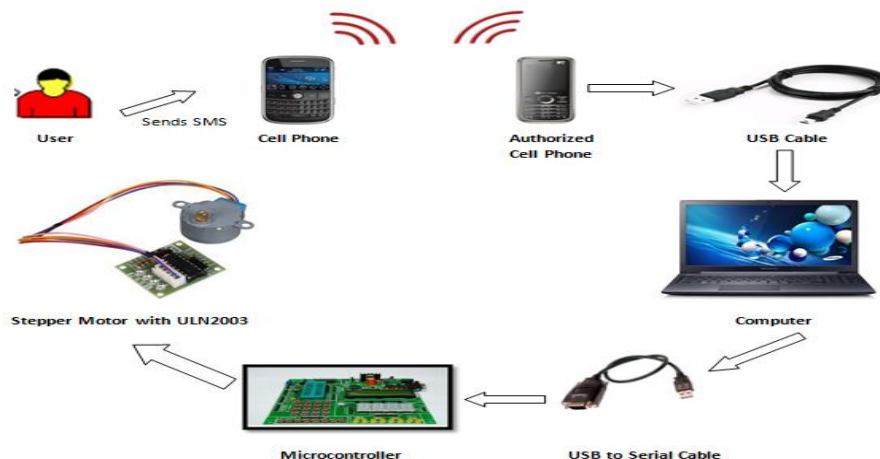 User
Sends SMS
Cell Phone
Authorized
Cell Phone
USB Cable
Stepper Motor with ULN2003
Computer
Microcontroller
USB to Serial Cable